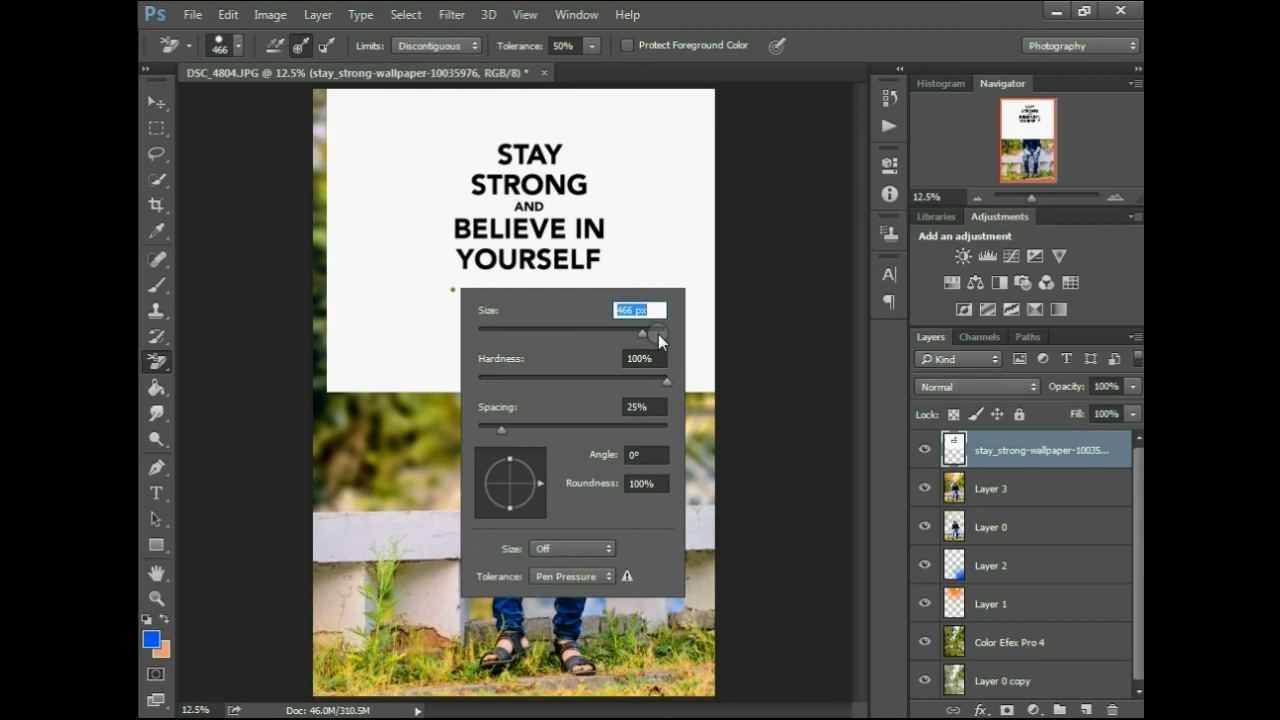 Ps File Edit Image Layer Type Select Filter 3D View Window Help
466 Limits: Discontiguous Tolerance: 50% Protect Foreground Color Photography
DSC_4804.JPG @ 12.5% (stay_strong-wallpaper-10035976, RGB/8) * ×
Histogram Navigator
12.5%
Libraries Adjustments
Add an adjustment
STAY
STRONG
AND
BELIEVE IN
YOURSELF
Size: 466 px
Hardness: 100%
Spacing: 25%
Angle: 0°
Roundness: 100%
Size: Off
Tolerance: Pen Pressure
Layers Channels Paths
Kind
Normal Opacity: 100%
Lock: Fill: 100%
stay_strong-wallpaper-10035...
Layer 3
Layer 0
Layer 2
Layer 1
Color Efex Pro 4
Layer 0 copy
12.5% Doc: 46.0M/310.5M